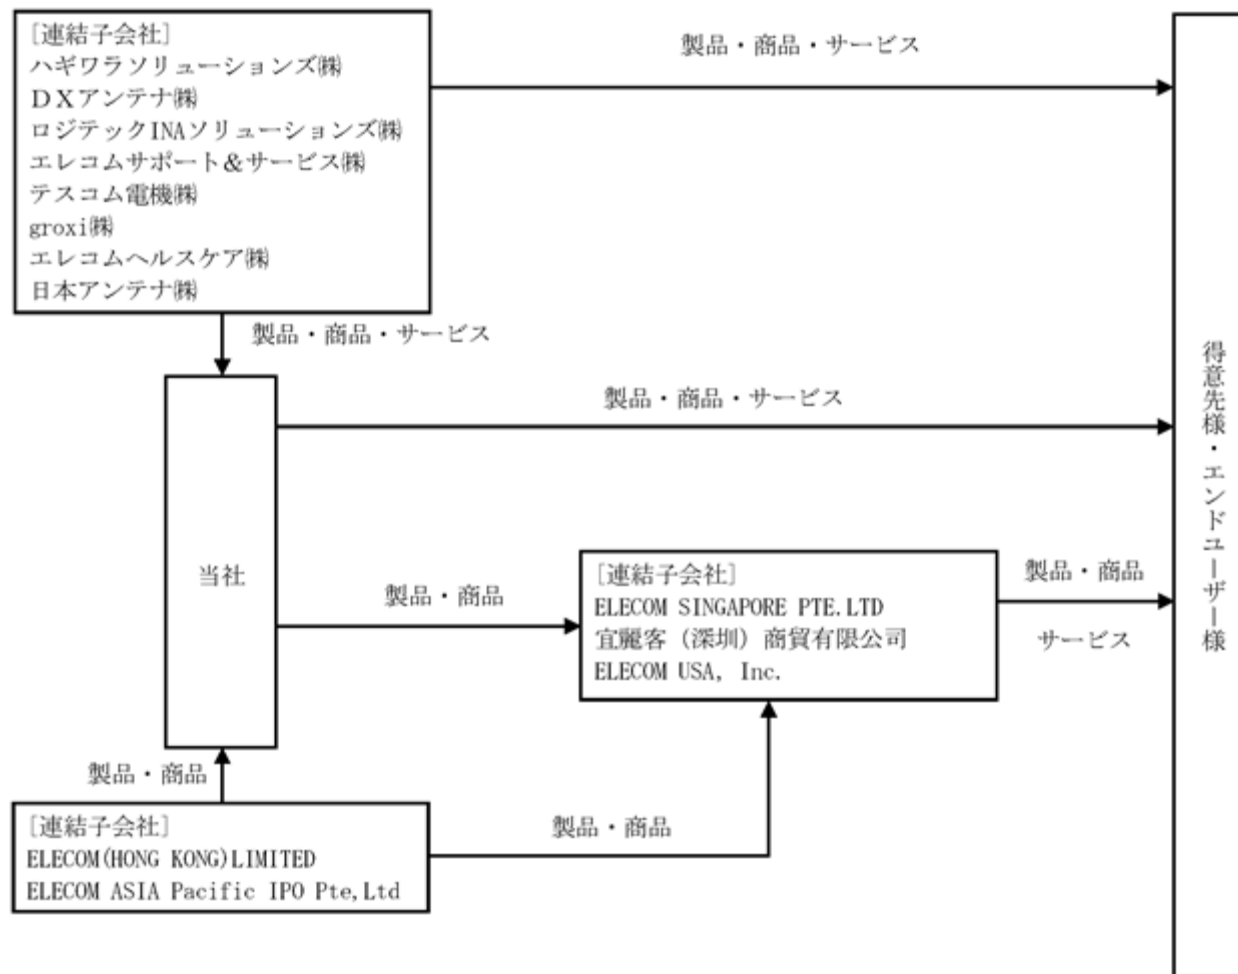 [連結子会社]
ハギワラソリューションズ㈱
ＤＸアンテナ㈱
ロジテックINAソリューションズ㈱
エレコムサポート＆サービス㈱
テスコム電機㈱
groxi㈱
エレコムヘルスケア㈱
日本アンテナ㈱
製品・商品・サービス
製品・商品・サービス
当社
製品・商品・サービス
製品・商品
[連結子会社]
ELECOM SINGAPORE PTE.LTD
宜麗客（深圳）商貿有限公司
ELECOM USA, Inc.
製品・商品
サービス
得意先様・エンドユーザー様
製品・商品
[連結子会社]
ELECOM(HONG KONG)LIMITED
ELECOM ASIA Pacific IPO Pte,Ltd
製品・商品